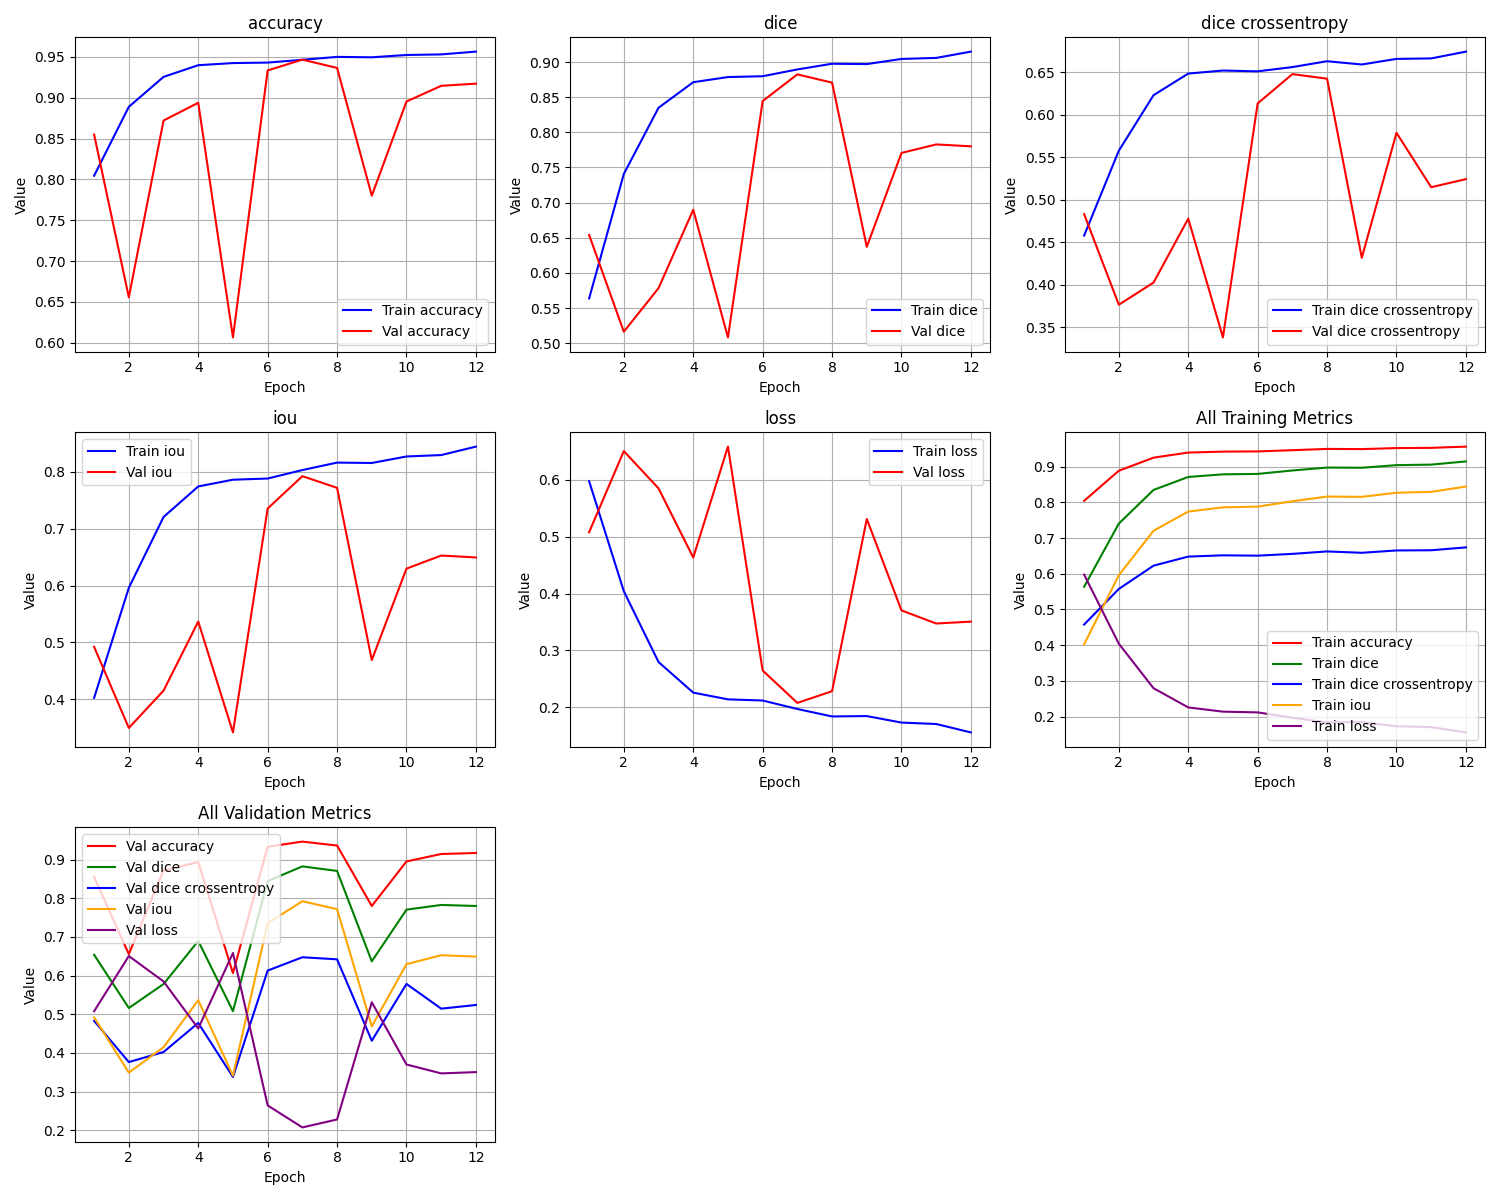 accuracy
0.95
0.90
0.85
0.80
0.75
0.70
0.65
0.60
Value
2 4 6 8 10 12
Epoch
Train accuracy
Val accuracy
dice
0.90
0.85
0.80
0.75
0.70
0.65
0.60
0.55
0.50
Value
2 4 6 8 10 12
Epoch
Train dice
Val dice
dice crossentropy
0.65
0.60
0.55
0.50
0.45
0.40
0.35
Value
2 4 6 8 10 12
Epoch
Train dice crossentropy
Val dice crossentropy
iou
0.8
0.7
0.6
0.5
0.4
Value
2 4 6 8 10 12
Epoch
Train iou
Val iou
loss
0.6
0.5
0.4
0.3
0.2
Value
2 4 6 8 10 12
Epoch
Train loss
Val loss
All Training Metrics
0.9
0.8
0.7
0.6
0.5
0.4
0.3
0.2
Value
2 4 6 8 10 12
Epoch
Train accuracy
Train dice
Train dice crossentropy
Train iou
Train loss
All Validation Metrics
0.9
0.8
0.7
0.6
0.5
0.4
0.3
0.2
Value
2 4 6 8 10 12
Epoch
Val accuracy
Val dice
Val dice crossentropy
Val iou
Val loss